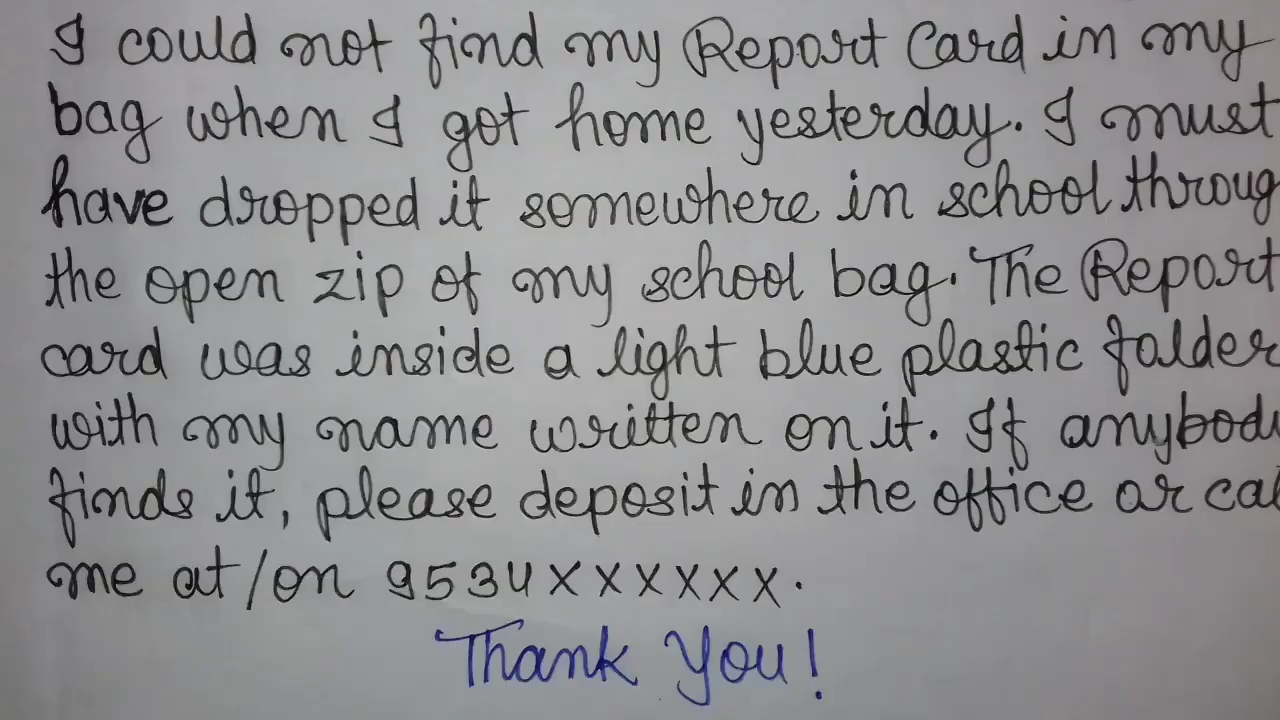 I could not find my Report Card in my
bag when I got home yesterday. I must
have dropped it somewhere in school throug
the open zip of my school bag. The Report
card was inside a light blue plastic folder
with my name written on it. If anybod
finds it, please deposit in the office or cal
me at/on 9534XXXXXX.
Thank You!